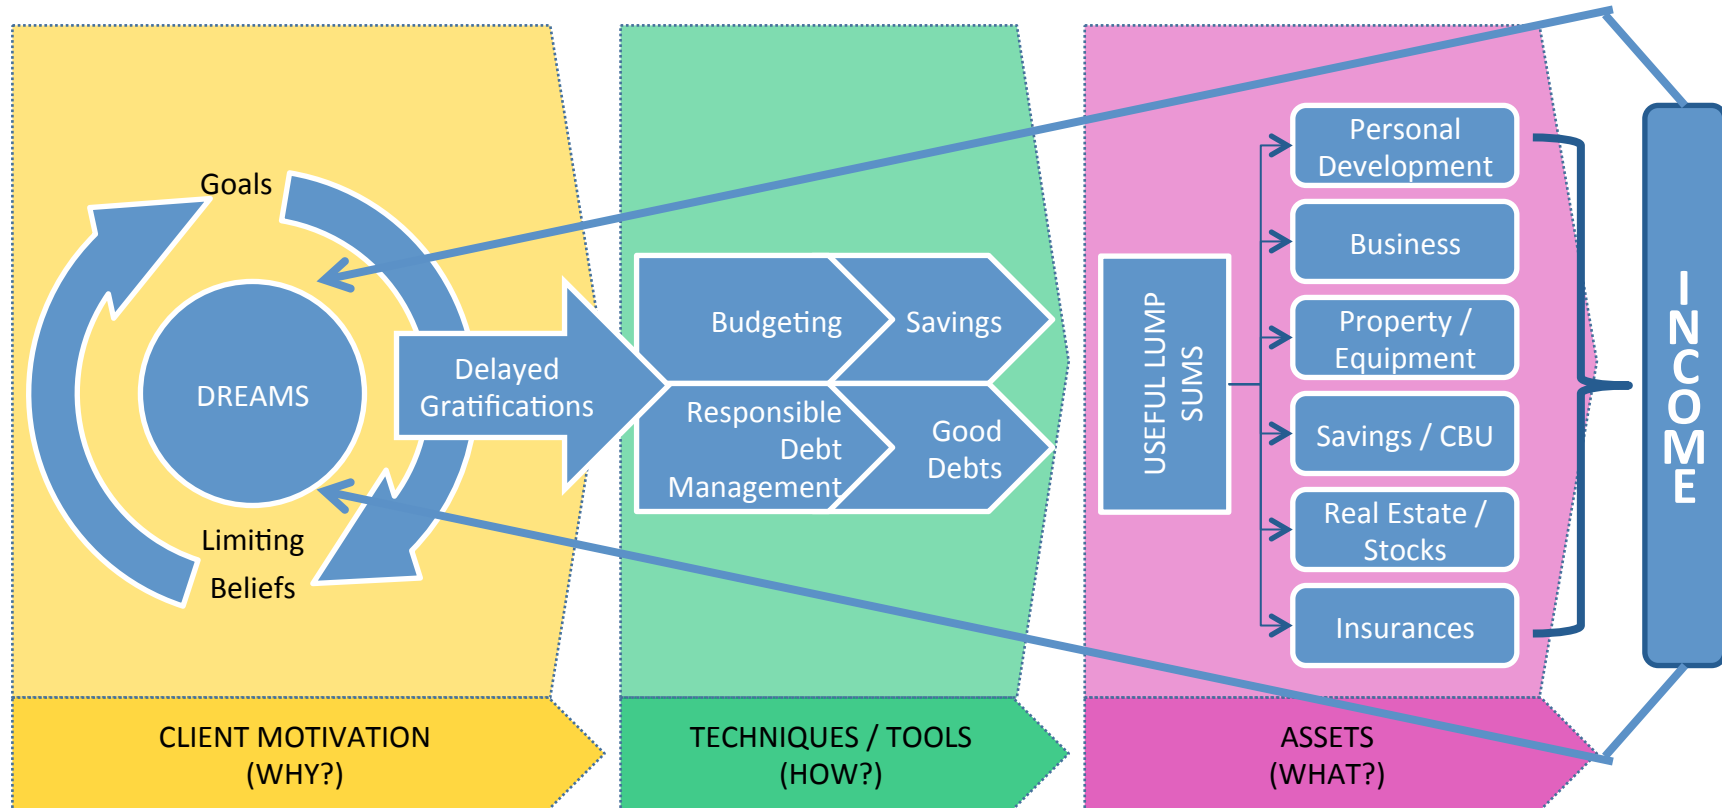 Goals
DREAMS
Limiting
Beliefs
Delayed
Gratifications
Budgeting
Savings
Responsible
Debt
Management
Good
Debts
USEFUL LUMP
SUMS
Personal
Development
Business
Property /
Equipment
Savings / CBU
Real Estate /
Stocks
Insurances
INCOME
CLIENT MOTIVATION
(WHY?)
TECHNIQUES / TOOLS
(HOW?)
ASSETS
(WHAT?)